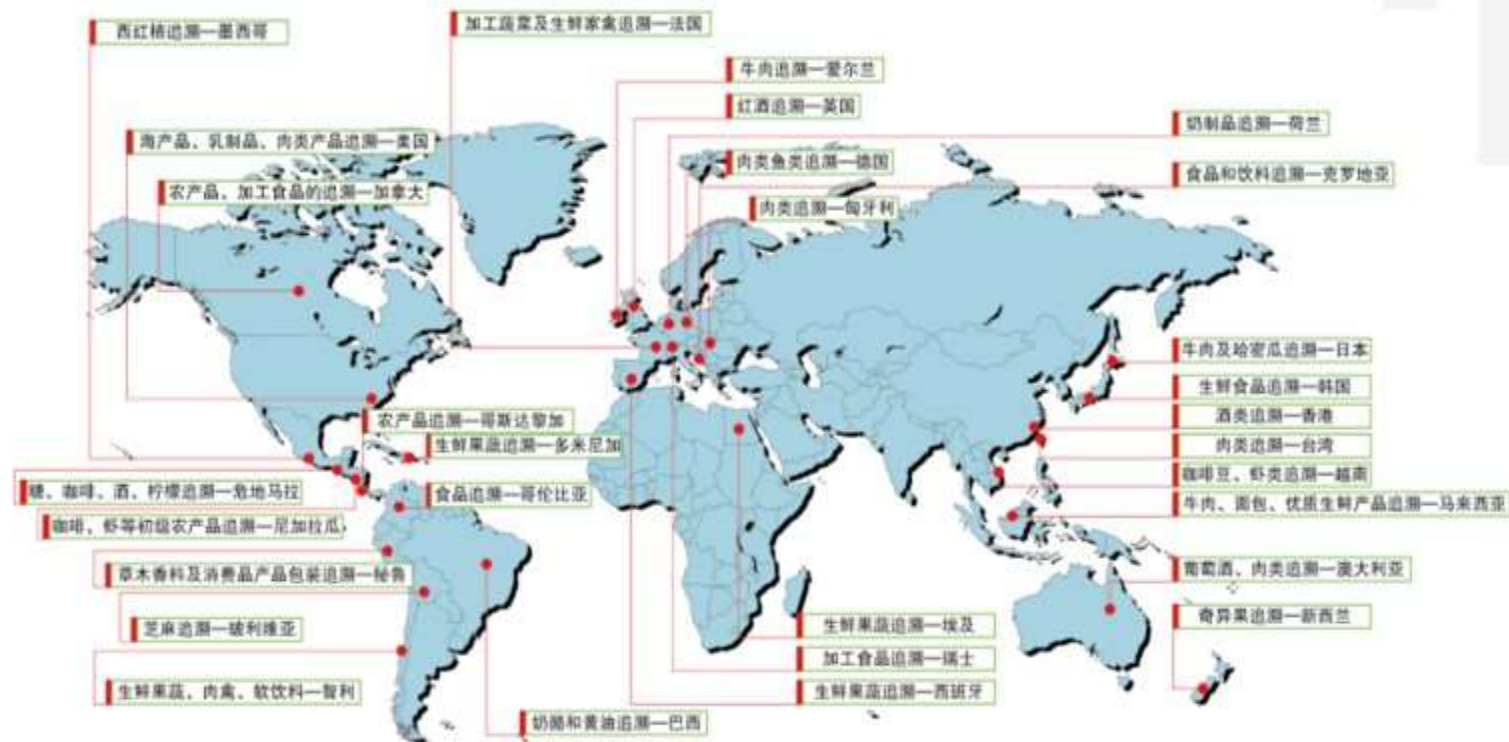 西红柿追溯—墨西哥
加工蔬菜及生鲜家禽追溯—法国
牛肉追溯—爱尔兰
红酒追溯—英国
奶制品追溯—荷兰
海产品、乳制品、肉类产品追溯—美国
肉类鱼类追溯—德国
食品和饮料追溯—克罗地亚
农产品、加工食品的追溯—加拿大
肉类追溯—匈牙利
牛肉及哈密瓜追溯—日本
生鲜食品追溯—韩国
酒类追溯—香港
肉类追溯—台湾
咖啡豆、虾类追溯—越南
牛肉、面包、优质生鲜产品追溯—马来西亚
农产品追溯—哥斯达黎加
生鲜果蔬追溯—多米尼加
糖、咖啡、酒、柠檬追溯—危地马拉
食品追溯—哥伦比亚
咖啡、虾等初级农产品追溯—尼加拉瓜
草木香料及消费品产品包装追溯—秘鲁
葡萄酒、肉类追溯—澳大利亚
芝麻追溯—玻利维亚
生鲜果蔬追溯—埃及
奇异果追溯—新西兰
加工食品追溯—瑞士
生鲜果蔬、肉禽、软饮料—智利
生鲜果蔬追溯—西班牙
奶酪和黄油追溯—巴西